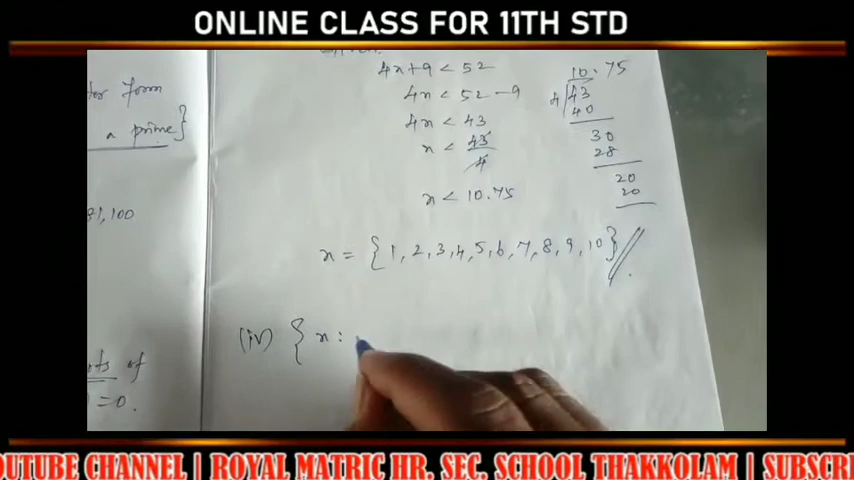 ONLINE CLASS FOR 11TH STD
form
a prime}
81, 100
of
= 0.
4x + 9 < 52
4x < 52 - 9
4x < 43
x < 43/4
x < 10.75
10.75
4 43
40
30
28
20
20
x = {1, 2, 3, 4, 5, 6, 7, 8, 9, 10}
(iv) { x :
OUTUBE CHANNEL | ROYAL MATRIC HR. SEC. SCHOOL THAKKOLAM | SUBSCR